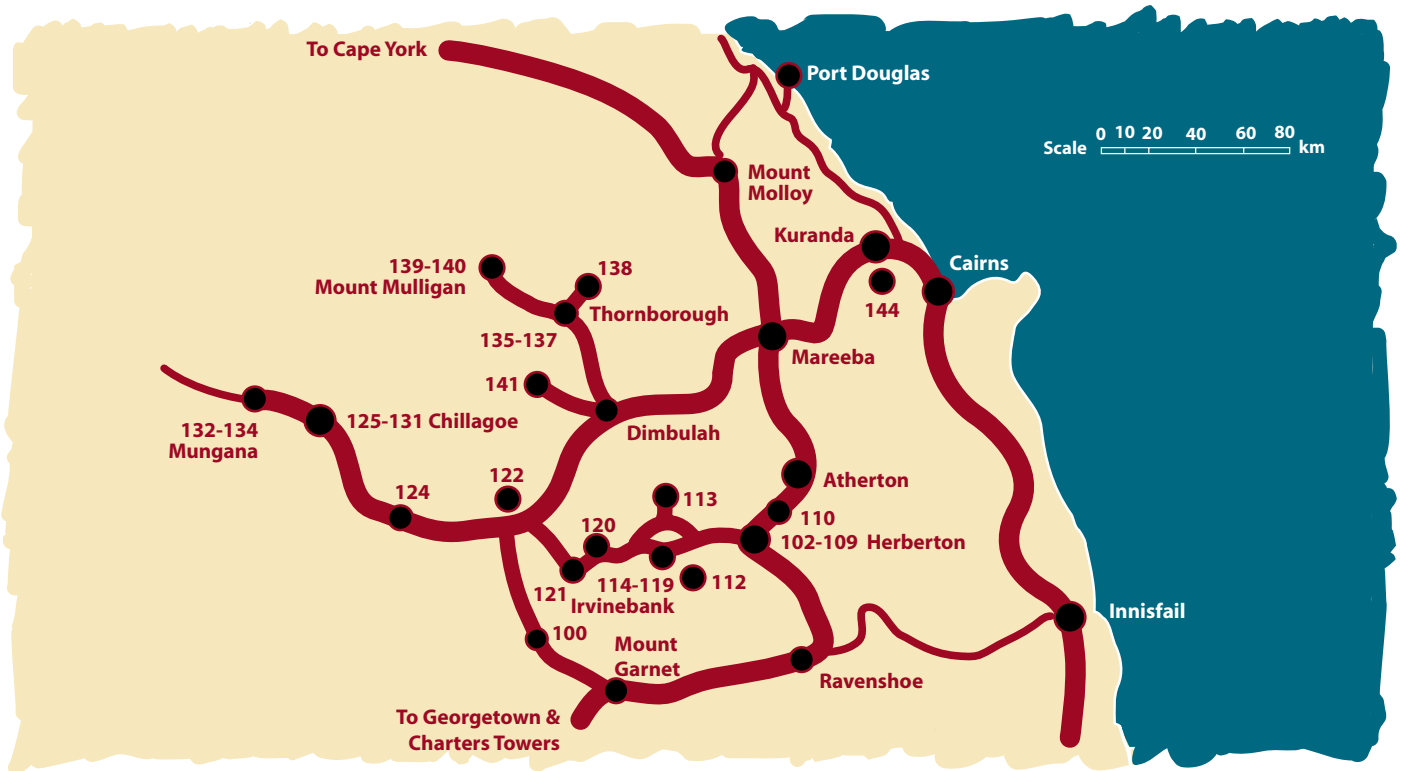 To Cape York
Port Douglas
Scale 0 10 20 40 60 80 km
Mount
Molloy
Kuranda
Cairns
139-140
Mount Mulligan
138
144
Thornborough
135-137
Mareeba
141
125-131 Chillagoe
132-134
Mungana
Dimbulah
122
Atherton
124
113
110
120
102-109 Herberton
121
114-119
Irvinebank
112
Innisfail
100
Mount
Garnet
Ravenshoe
To Georgetown &
Charters Towers